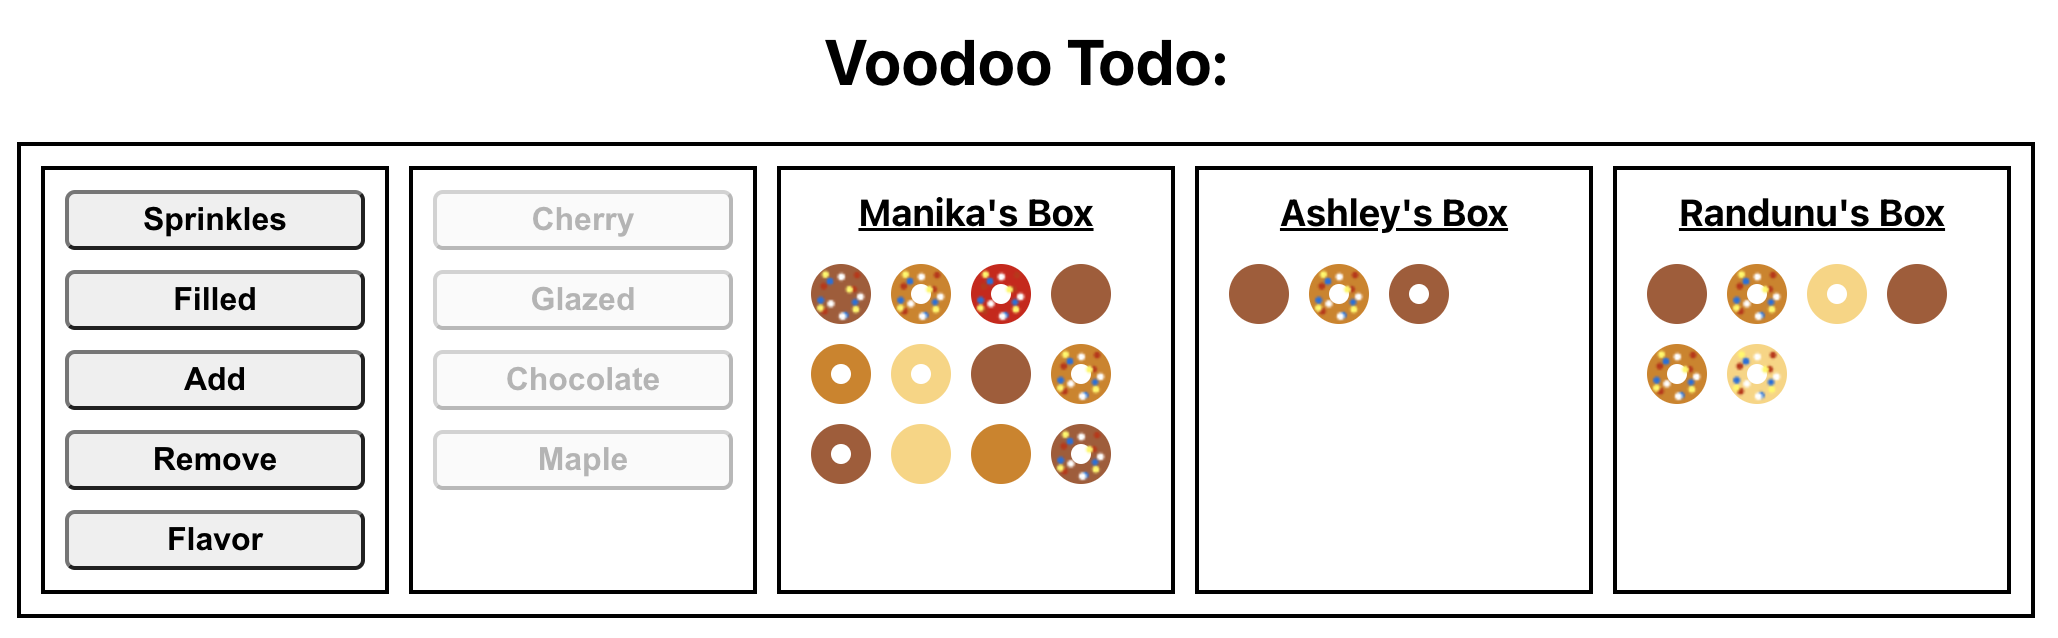 Voodoo Todo:
Sprinkles
Filled
Add
Remove
Flavor
Cherry
Glazed
Chocolate
Maple
Manika's Box
Ashley's Box
Randunu's Box